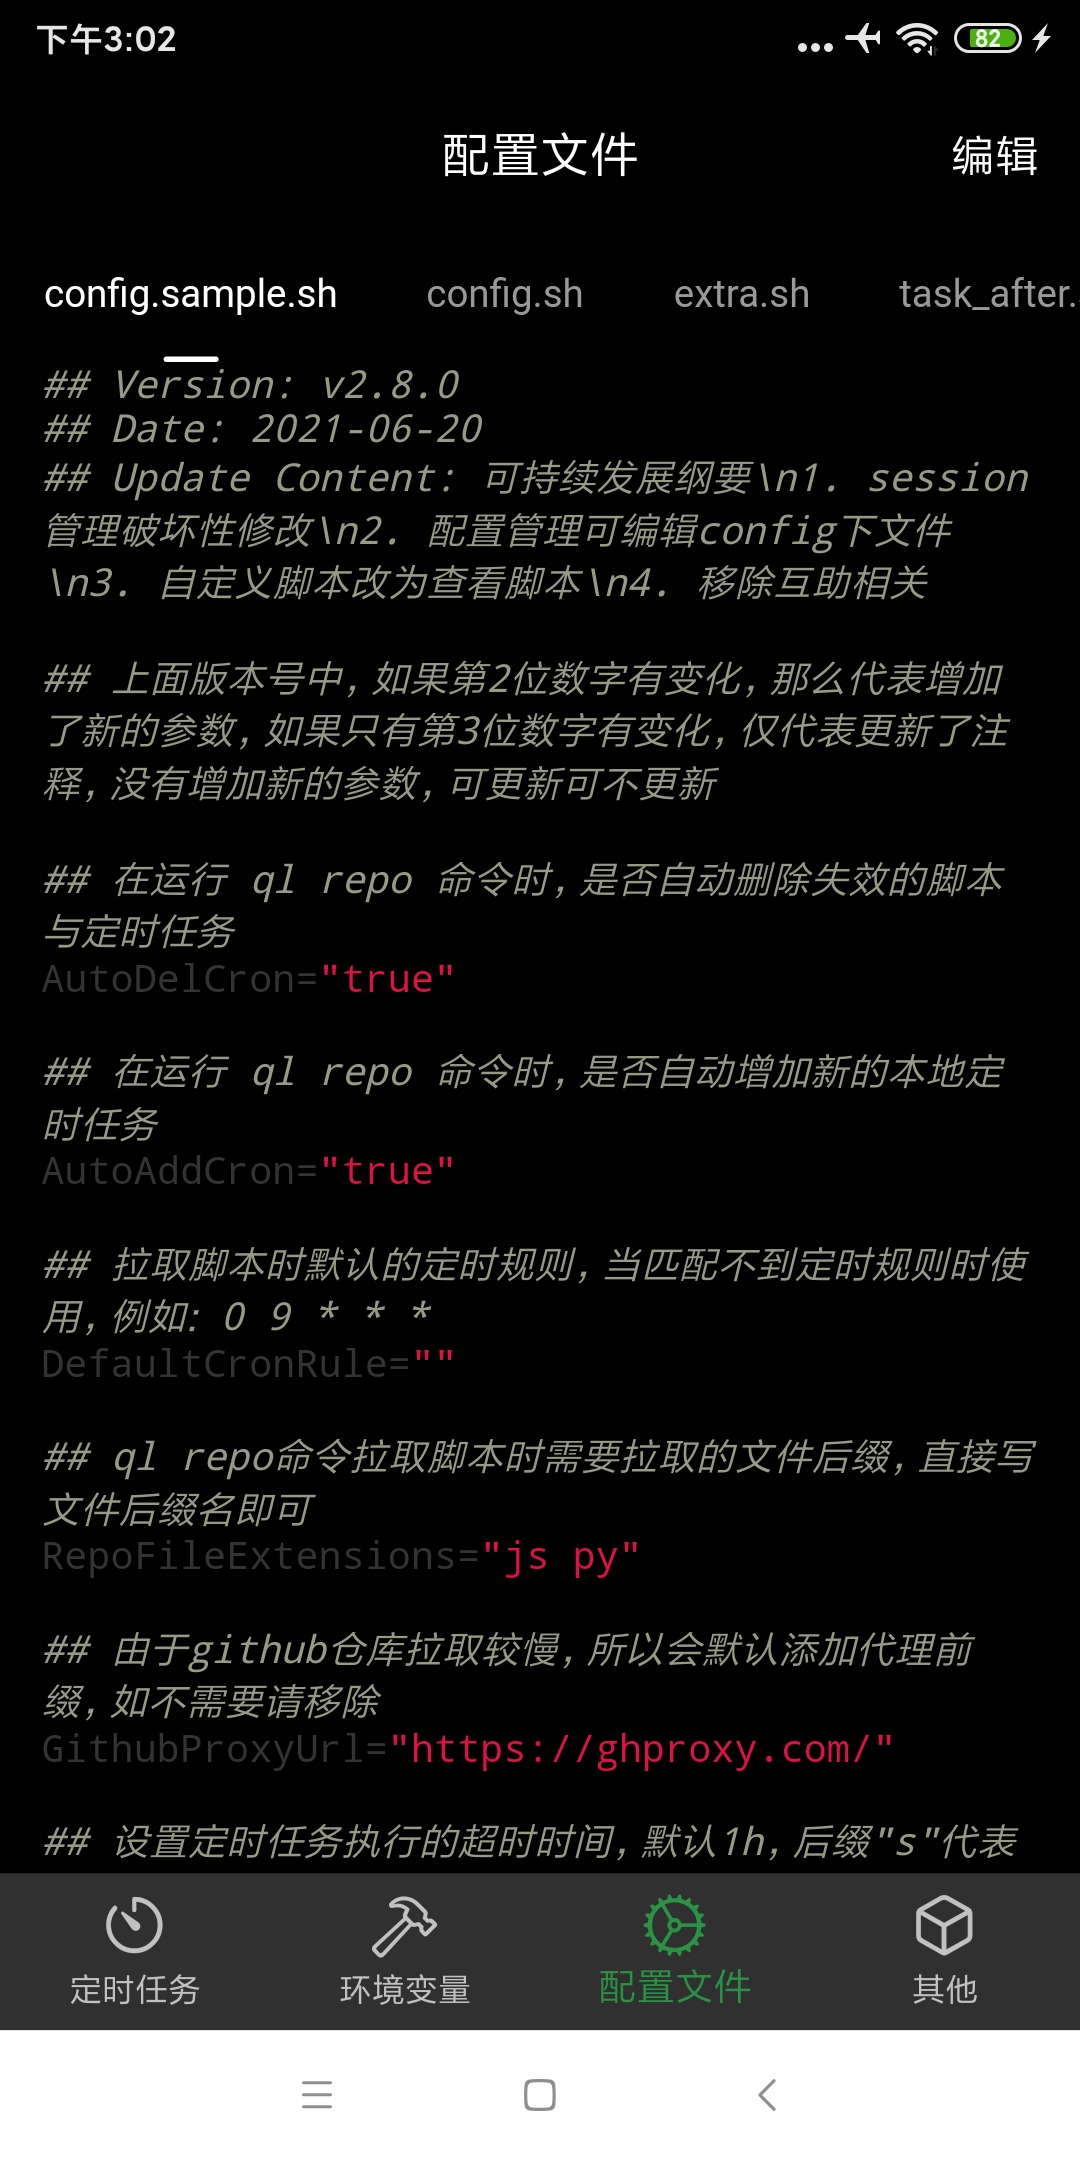 下午3:02
82
配置文件
编辑
config.sample.sh
config.sh
extra.sh
task_after.
## Version: v2.8.0
## Date: 2021-06-20
## Update Content: 可持续发展纲要\n1. session
管理破坏性修改\n2. 配置管理可编辑config下文件
\n3. 自定义脚本改为查看脚本\n4. 移除互助相关
## 上面版本号中，如果第2位数字有变化，那么代表增加
了新的参数，如果只有第3位数字有变化，仅代表更新了注
释，没有增加新的参数，可更新可不更新
## 在运行 ql repo 命令时，是否自动删除失效的脚本
与定时任务
AutoDelCron="true"
## 在运行 ql repo 命令时，是否自动增加新的本地定
时任务
AutoAddCron="true"
## 拉取脚本时默认的定时规则，当匹配不到定时规则时使
用，例如: 0 9 * * *
DefaultCronRule=""
## ql repo命令拉取脚本时需要拉取的文件后缀，直接写
文件后缀名即可
RepoFileExtensions="js py"
## 由于github仓库拉取较慢，所以会默认添加代理前
缀，如不需要请移除
GithubProxyUrl="https://ghproxy.com/"
## 设置定时任务执行的超时时间，默认1h，后缀"s"代表
定时任务
环境变量
配置文件
其他